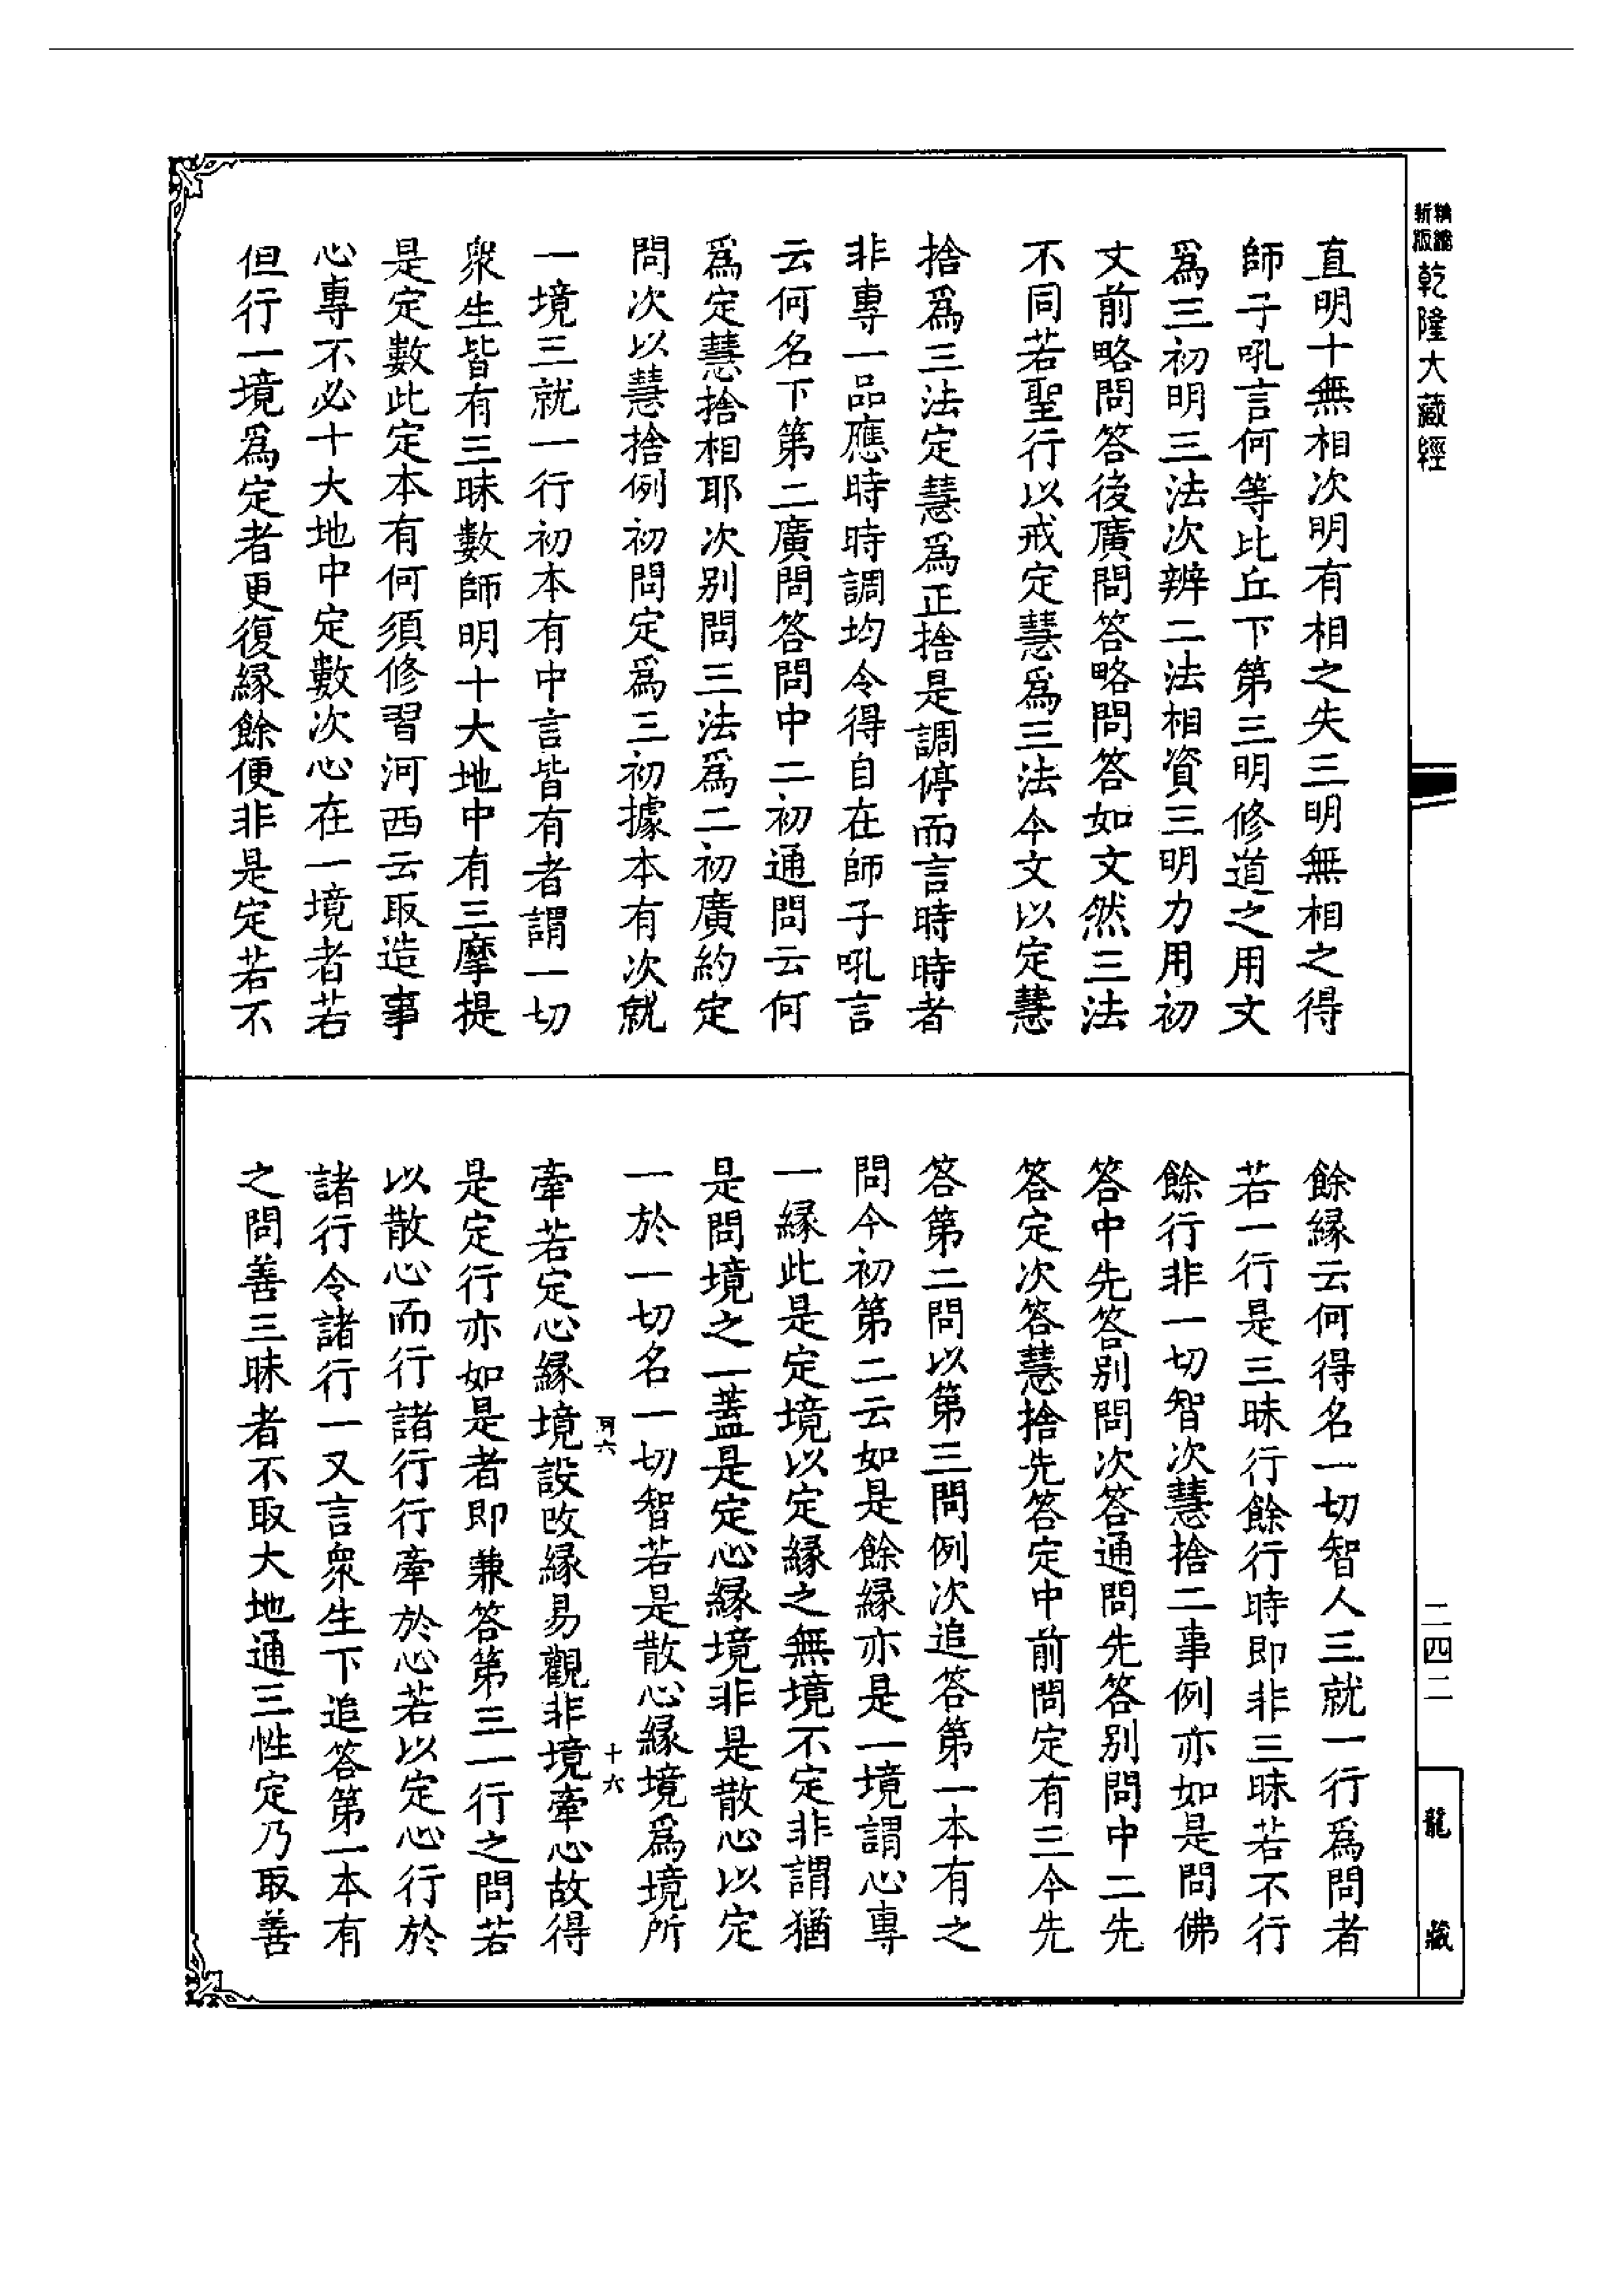 精縮新版乾隆大藏經
直明十無相次明有相之失三明無相之得
師子吼言何等比丘下第三明修道之用文
爲三初明三法次辨二法相資三明力用初
文前略問答後廣問答略問答如文然三法
不同若聖行以戒定慧爲三法今文以定慧
捨爲三法定慧爲正捨是調停而言時時者
非專一品應時時調均令得自在師子吼言
云何名下第二廣問答問中二初通問云何
爲定慧捨相耶次別問三法爲二初廣約定
問次以慧捨例初問定爲三初據本有次就
一境三就一行初本有中言皆有者謂一切
衆生皆有三昧數師明十大地中有三摩提
是定數此定本有何須修習河西云取造事
心專不必十大地中定數次心在一境者若
但行一境爲定者更復緣餘便非是定若不
餘緣云何得名一切智人三就一行爲問者
若一行是三昧行餘行時即非三昧若不行
餘行非一切智次慧捨二事例亦如是問佛
答中先答別問次答通問先答別問中二先
答定次答慧捨先答定中前問定有三今先
答第二問以第三問例次追答第一本有之
問今初第二云如是餘緣亦是一境謂心專
一緣此是定境以定緣之無境不定非謂猶
是問境之一蓋是定心緣境非是散心以定
一於一切名一切智若是散心緣境爲境所
牽若定心緣境設改緣易觀非境牽心故得
是定行亦如是者即兼答第三一行之問若
以散心而行諸行行牽於心若以定心行於
諸行令諸行一又言衆生下追答第一本有
之問善三昧者不取大地通三性定乃取善
十六
二四二
龍藏